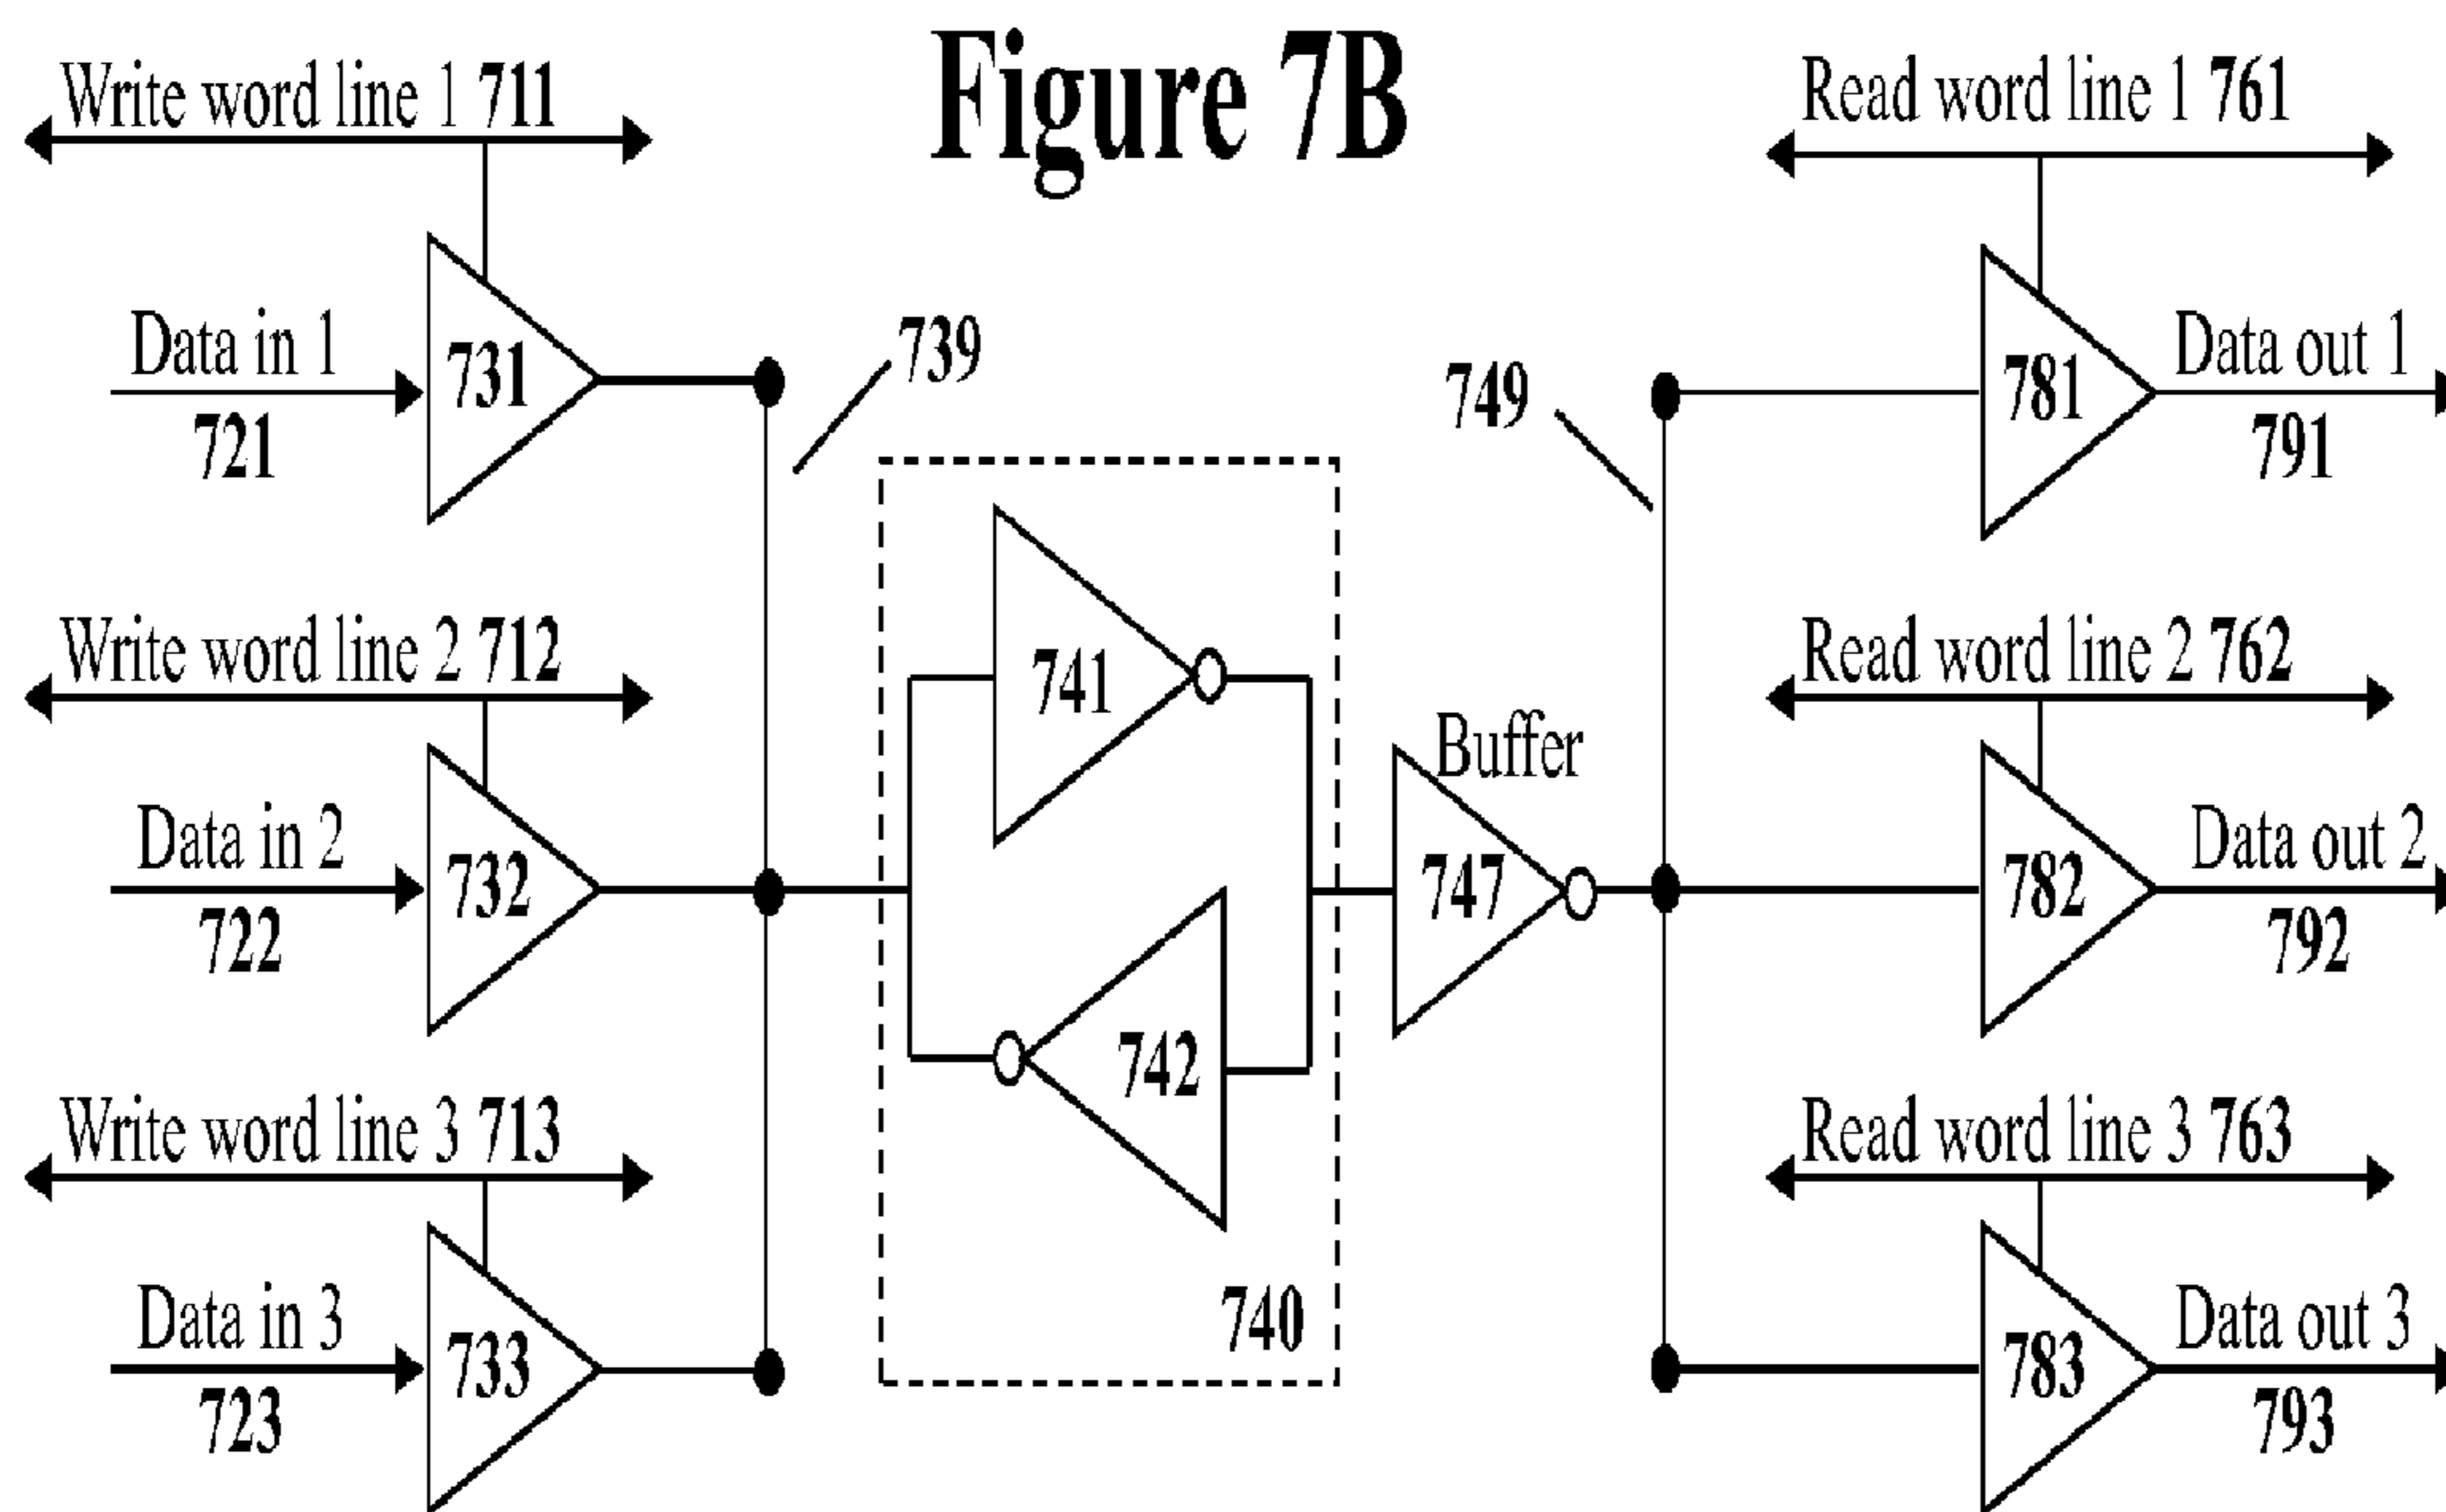 Figure 7B
Write word line 1 711
Data in 1
731
721
739
Write word line 2 712
Data in 2
732
722
Write word line 3 713
Data in 3
733
723
741
742
740
Buffer
747
749
Read word line 1 761
781
Data out 1
791
Read word line 2 762
782
Data out 2
792
Read word line 3 763
783
Data out 3
793